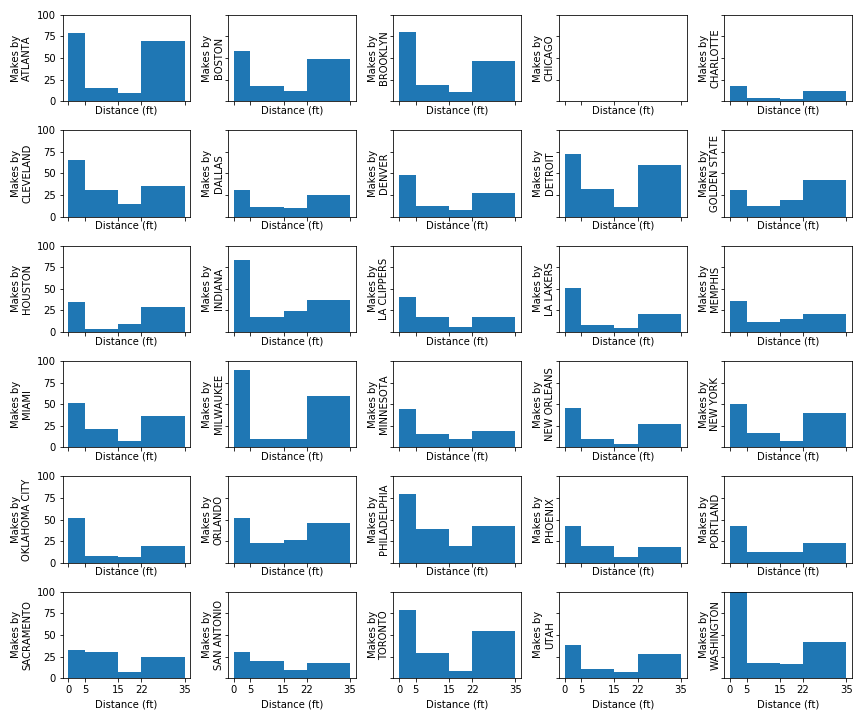 100
75
50
25
0
Makes by
ATLANTA
Distance (ft)
Makes by
BOSTON
Distance (ft)
Makes by
BROOKLYN
Distance (ft)
Makes by
CHICAGO
Distance (ft)
Makes by
CHARLOTTE
Distance (ft)
100
75
50
25
0
Makes by
CLEVELAND
Distance (ft)
Makes by
DALLAS
Distance (ft)
Makes by
DENVER
Distance (ft)
Makes by
DETROIT
Distance (ft)
Makes by
GOLDEN STATE
Distance (ft)
100
75
50
25
0
Makes by
HOUSTON
Distance (ft)
Makes by
INDIANA
Distance (ft)
Makes by
LA CLIPPERS
Distance (ft)
Makes by
LA LAKERS
Distance (ft)
Makes by
MEMPHIS
Distance (ft)
100
75
50
25
0
Makes by
MIAMI
Distance (ft)
Makes by
MILWAUKEE
Distance (ft)
Makes by
MINNESOTA
Distance (ft)
Makes by
NEW ORLEANS
Distance (ft)
Makes by
NEW YORK
Distance (ft)
100
75
50
25
0
Makes by
OKLAHOMA CITY
Distance (ft)
Makes by
ORLANDO
Distance (ft)
Makes by
PHILADELPHIA
Distance (ft)
Makes by
PHOENIX
Distance (ft)
Makes by
PORTLAND
Distance (ft)
100
75
50
25
0
Makes by
SACRAMENTO
0 5 15 22 35
Distance (ft)
Makes by
SAN ANTONIO
0 5 15 22 35
Distance (ft)
Makes by
TORONTO
0 5 15 22 35
Distance (ft)
Makes by
UTAH
0 5 15 22 35
Distance (ft)
Makes by
WASHINGTON
0 5 15 22 35
Distance (ft)